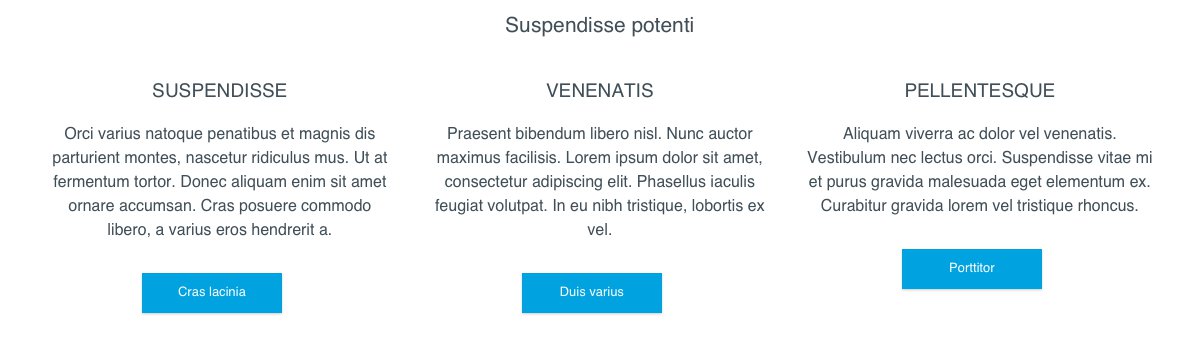 Suspendisse potenti
SUSPENDISSE
Orci varius natoque penatibus et magnis dis
parturient montes, nascetur ridiculus mus. Ut at
fermentum tortor. Donec aliquam enim sit amet
ornare accumsan. Cras posuere commodo
libero, a varius eros hendrerit a.
Cras lacinia
VENENATIS
Praesent bibendum libero nisl. Nunc auctor
maximus facilisis. Lorem ipsum dolor sit amet,
consectetur adipiscing elit. Phasellus iaculis
feugiat volutpat. In eu nibh tristique, lobortis ex
vel.
Duis varius
PELLENTESQUE
Aliquam viverra ac dolor vel venenatis.
Vestibulum nec lectus orci. Suspendisse vitae mi
et purus gravida malesuada eget elementum ex.
Curabitur gravida lorem vel tristique rhoncus.
Porttitor